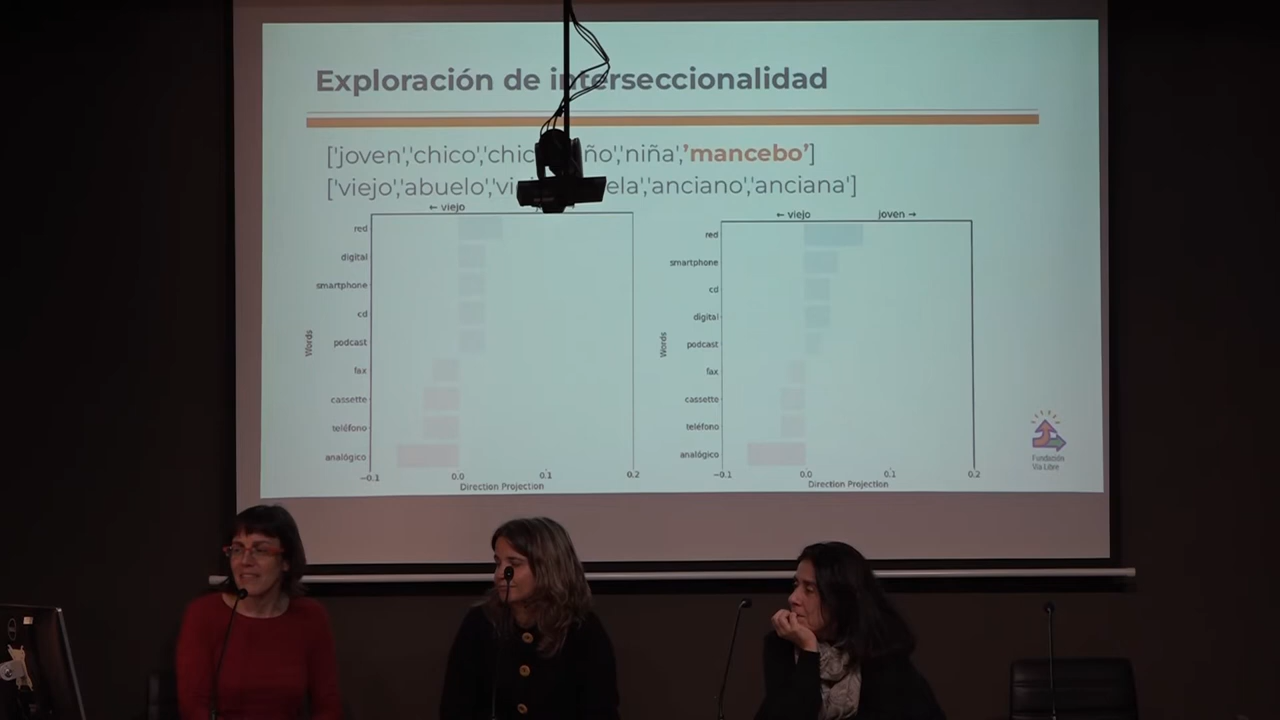 Exploración de interseccionalidad
['joven','chico','chic ño','niña','mancebo']
['viejo','abuelo','vi ela','anciano','anciana']
← viejo
red
digital
smartphone
cd
podcast
fax
cassette
teléfono
analógico
Words
−0.1 0.0 0.1 0.2
Direction Projection
← viejo joven →
red
smartphone
cd
digital
podcast
fax
cassette
teléfono
analógico
Words
−0.1 0.0 0.1 0.2
Direction Projection
Fundación
Vía Libre